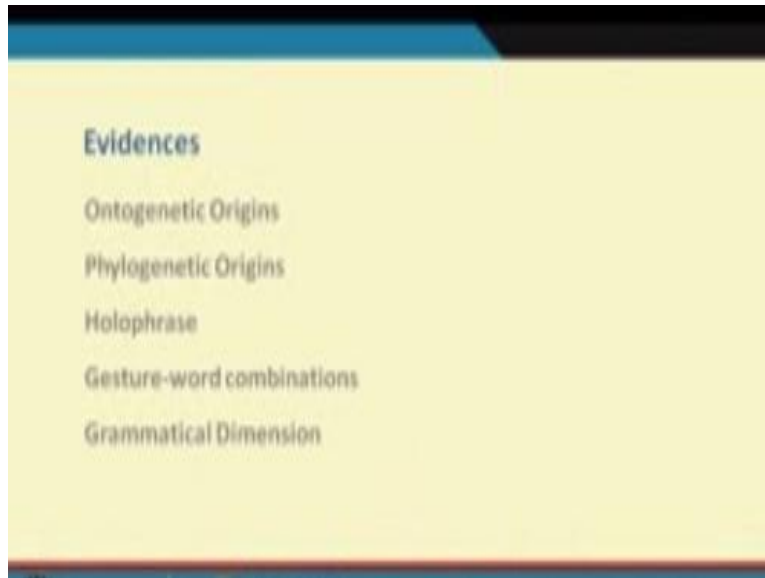 Evidences
Ontogenetic Origins
Phylogenetic Origins
Holophrase
Gesture-word combinations
Grammatical Dimension